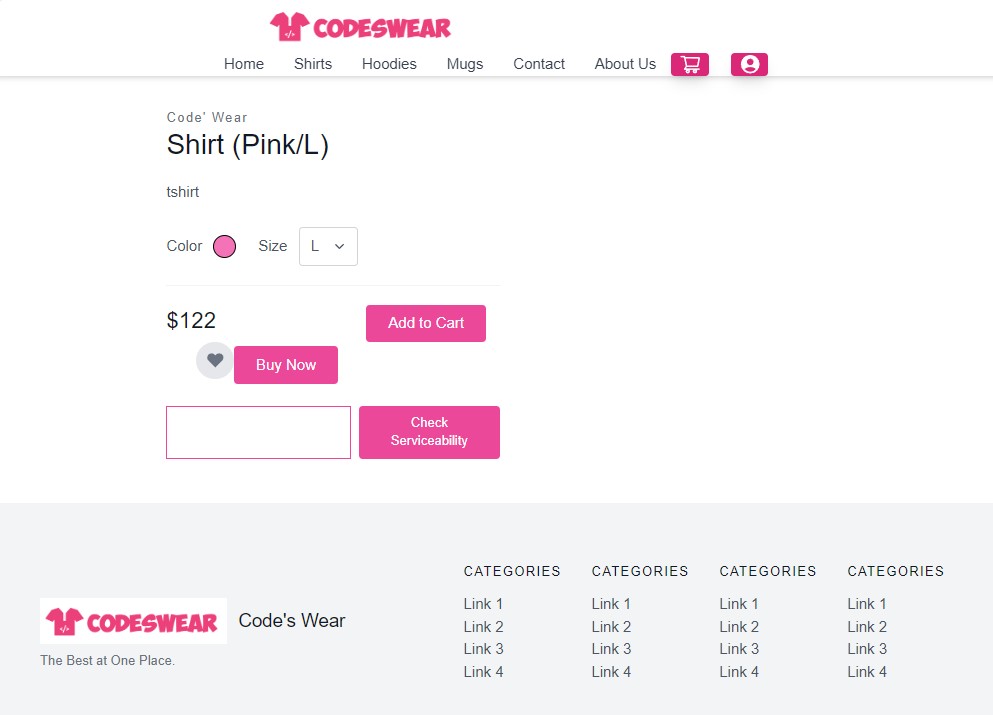 CODESWEAR
Home Shirts Hoodies Mugs Contact About Us
Code' Wear
Shirt (Pink/L)
tshirt
Color Size L
$122 Add to Cart
Buy Now
Check
Serviceability
CATEGORIES CATEGORIES CATEGORIES CATEGORIES
Link 1 Link 1 Link 1 Link 1
Link 2 Link 2 Link 2 Link 2
Link 3 Link 3 Link 3 Link 3
Link 4 Link 4 Link 4 Link 4
</> CODESWEAR Code's Wear
The Best at One Place.